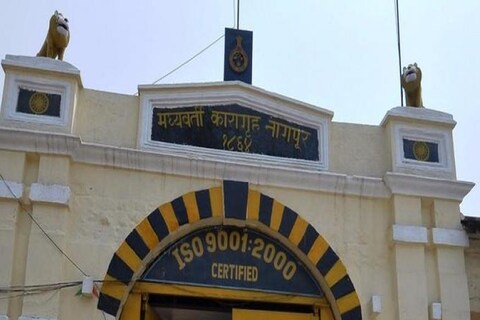 मध्यवर्ती कारागृह नागपूर
१८६४
ISO 9001:2000
CERTIFIED